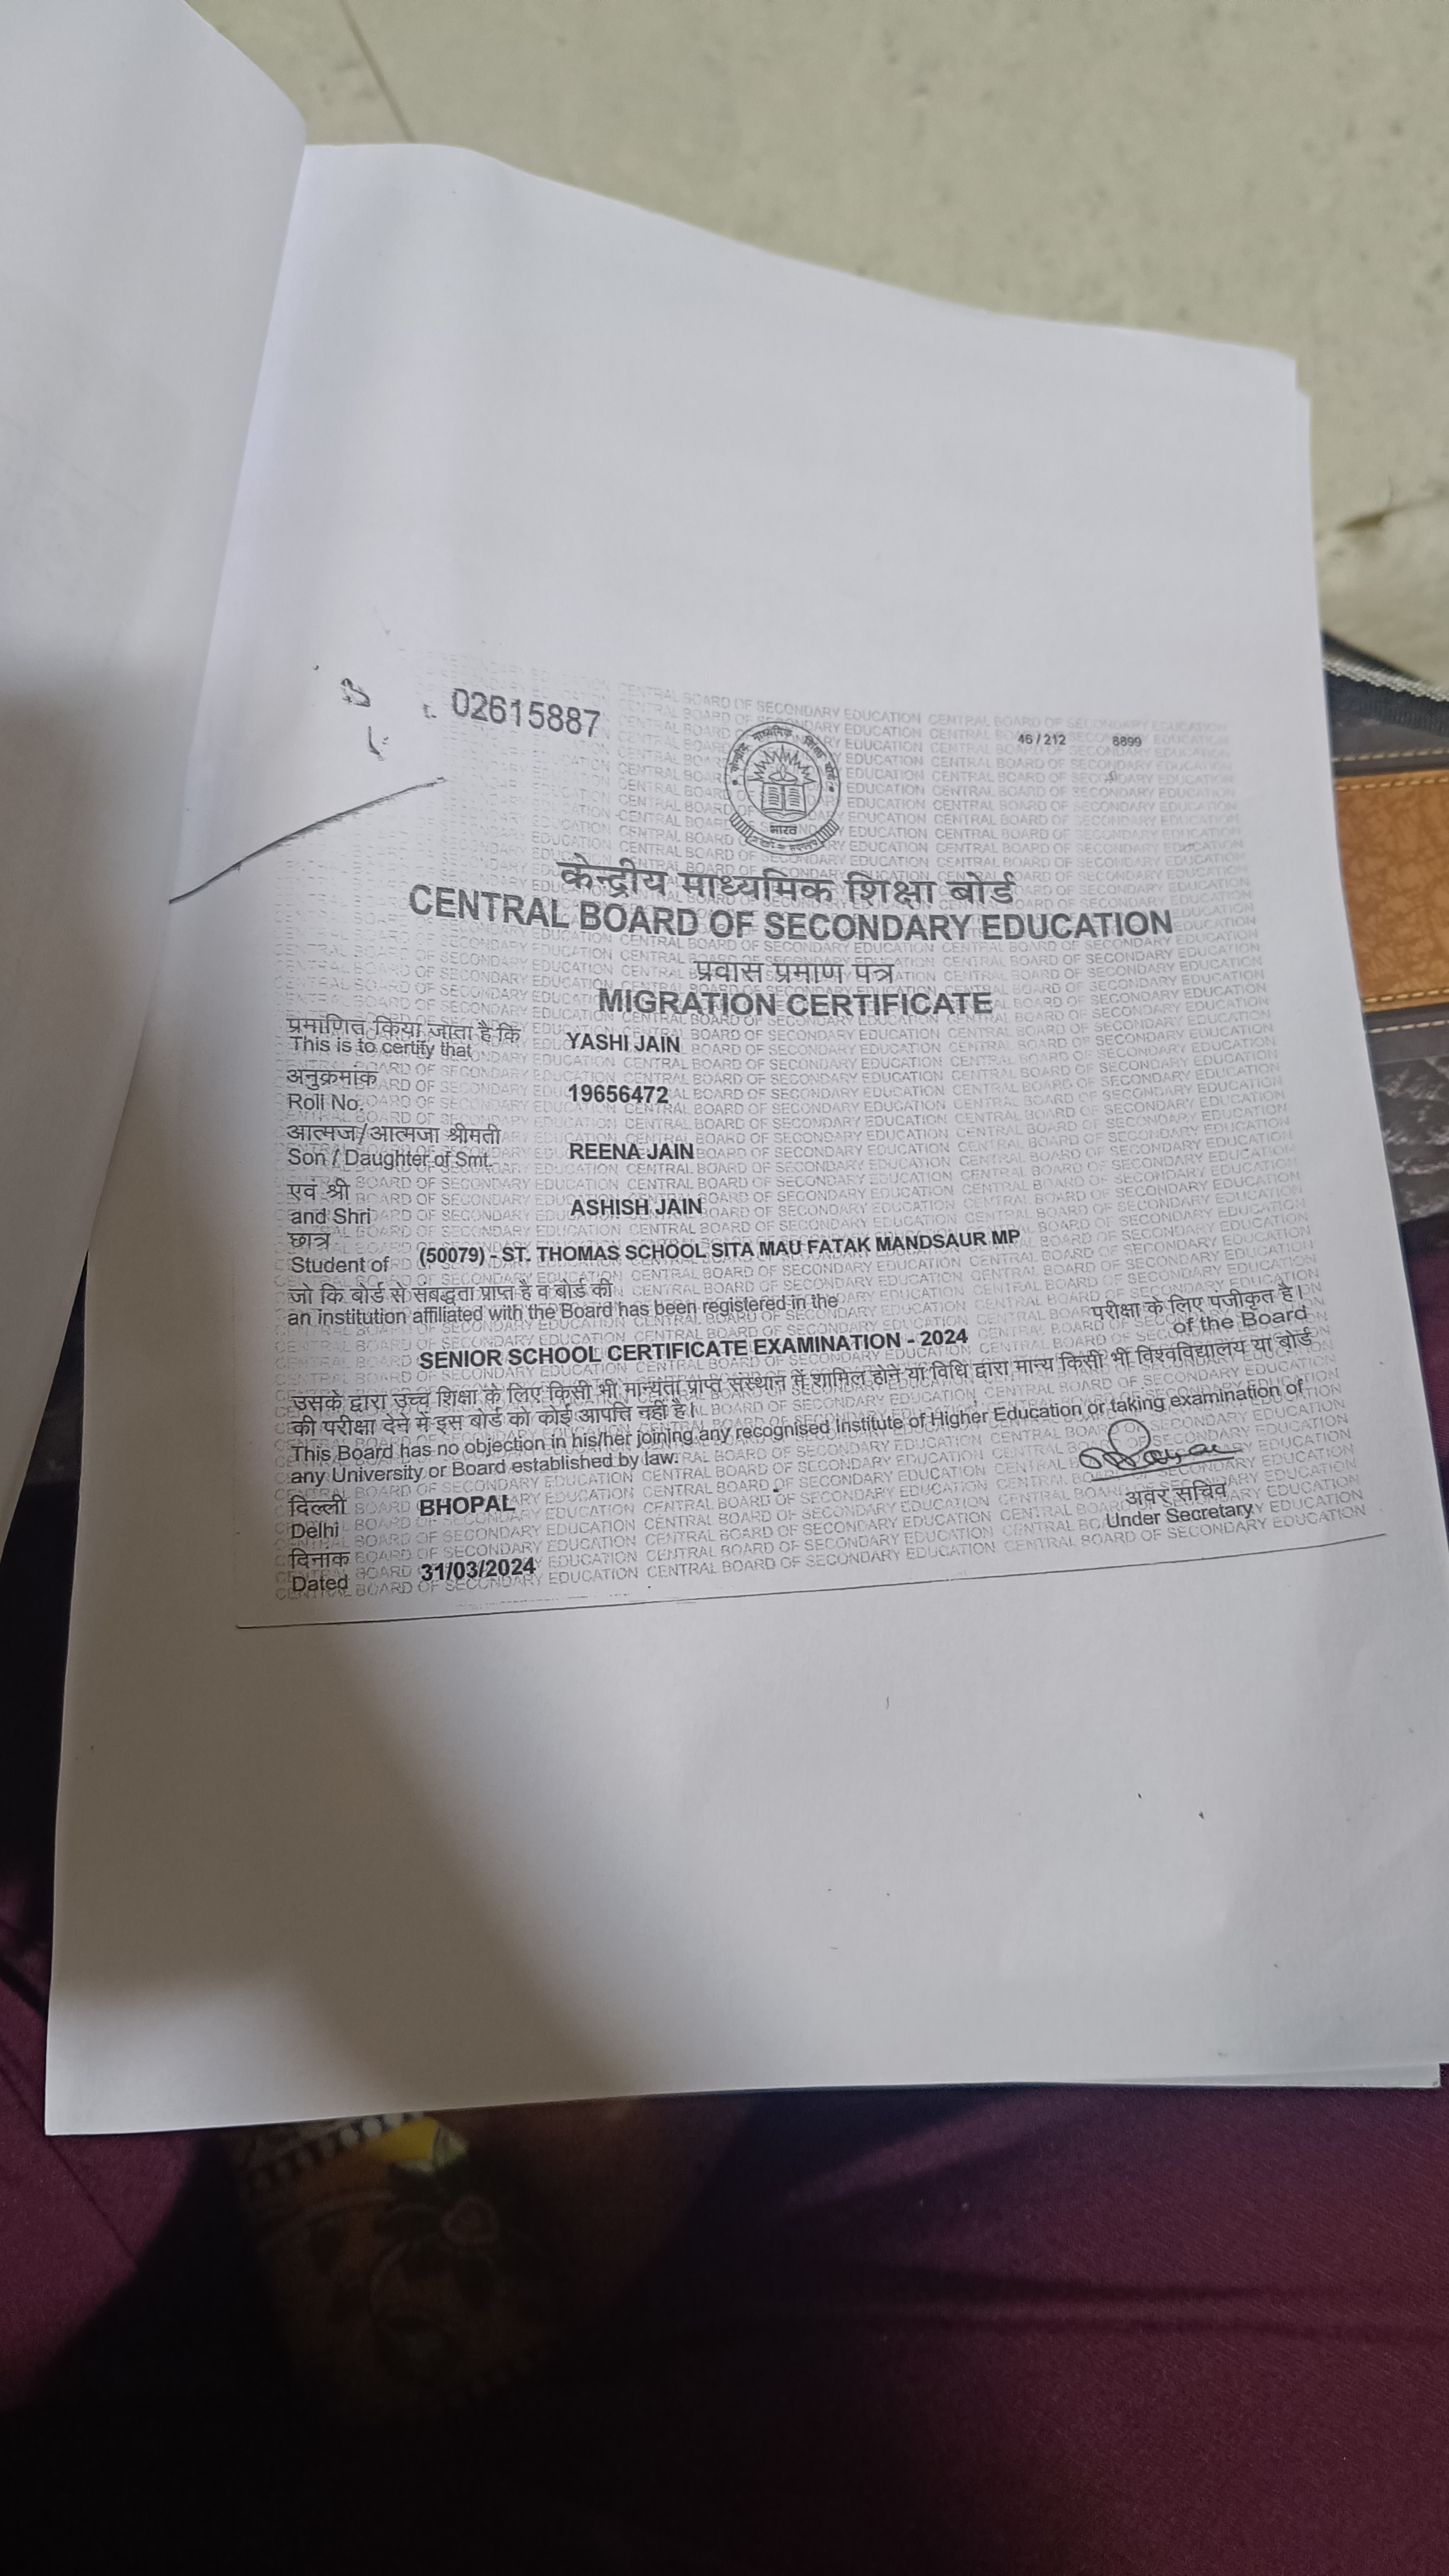 02615887
46 / 212 8899
भारत
केन्द्रीय माध्यमिक शिक्षा बोर्ड
CENTRAL BOARD OF SECONDARY EDUCATION
प्रवास प्रमाण पत्र
MIGRATION CERTIFICATE
प्रमाणित किया जाता है कि
This is to certify that YASHI JAIN
अनुक्रमांक
Roll No. 19656472
आत्मज/आत्मजा श्रीमती
Son / Daughter of Smt. REENA JAIN
एवं श्री
and Shri ASHISH JAIN
छात्र
Student of (50079) - ST. THOMAS SCHOOL SITA MAU FATAK MANDSAUR MP
जो कि बोर्ड से संबद्धता प्राप्त है व बोर्ड की परीक्षा के लिए पंजीकृत है।
an institution affiliated with the Board has been registered in the of the Board
SENIOR SCHOOL CERTIFICATE EXAMINATION - 2024
उसके द्वारा उच्च शिक्षा के लिए किसी भी मान्यता प्राप्त संस्थान में शामिल होने या विधि द्वारा मान्य किसी भी विश्वविद्यालय या बोर्ड
की परीक्षा देने में इस बोर्ड को कोई आपत्ति नहीं है।
This Board has no objection in his/her joining any recognised Institute of Higher Education or taking examination of
any University or Board established by law.
दिल्ली
Delhi BHOPAL
अवर सचिव
Under Secretary
दिनांक
Dated 31/03/2024